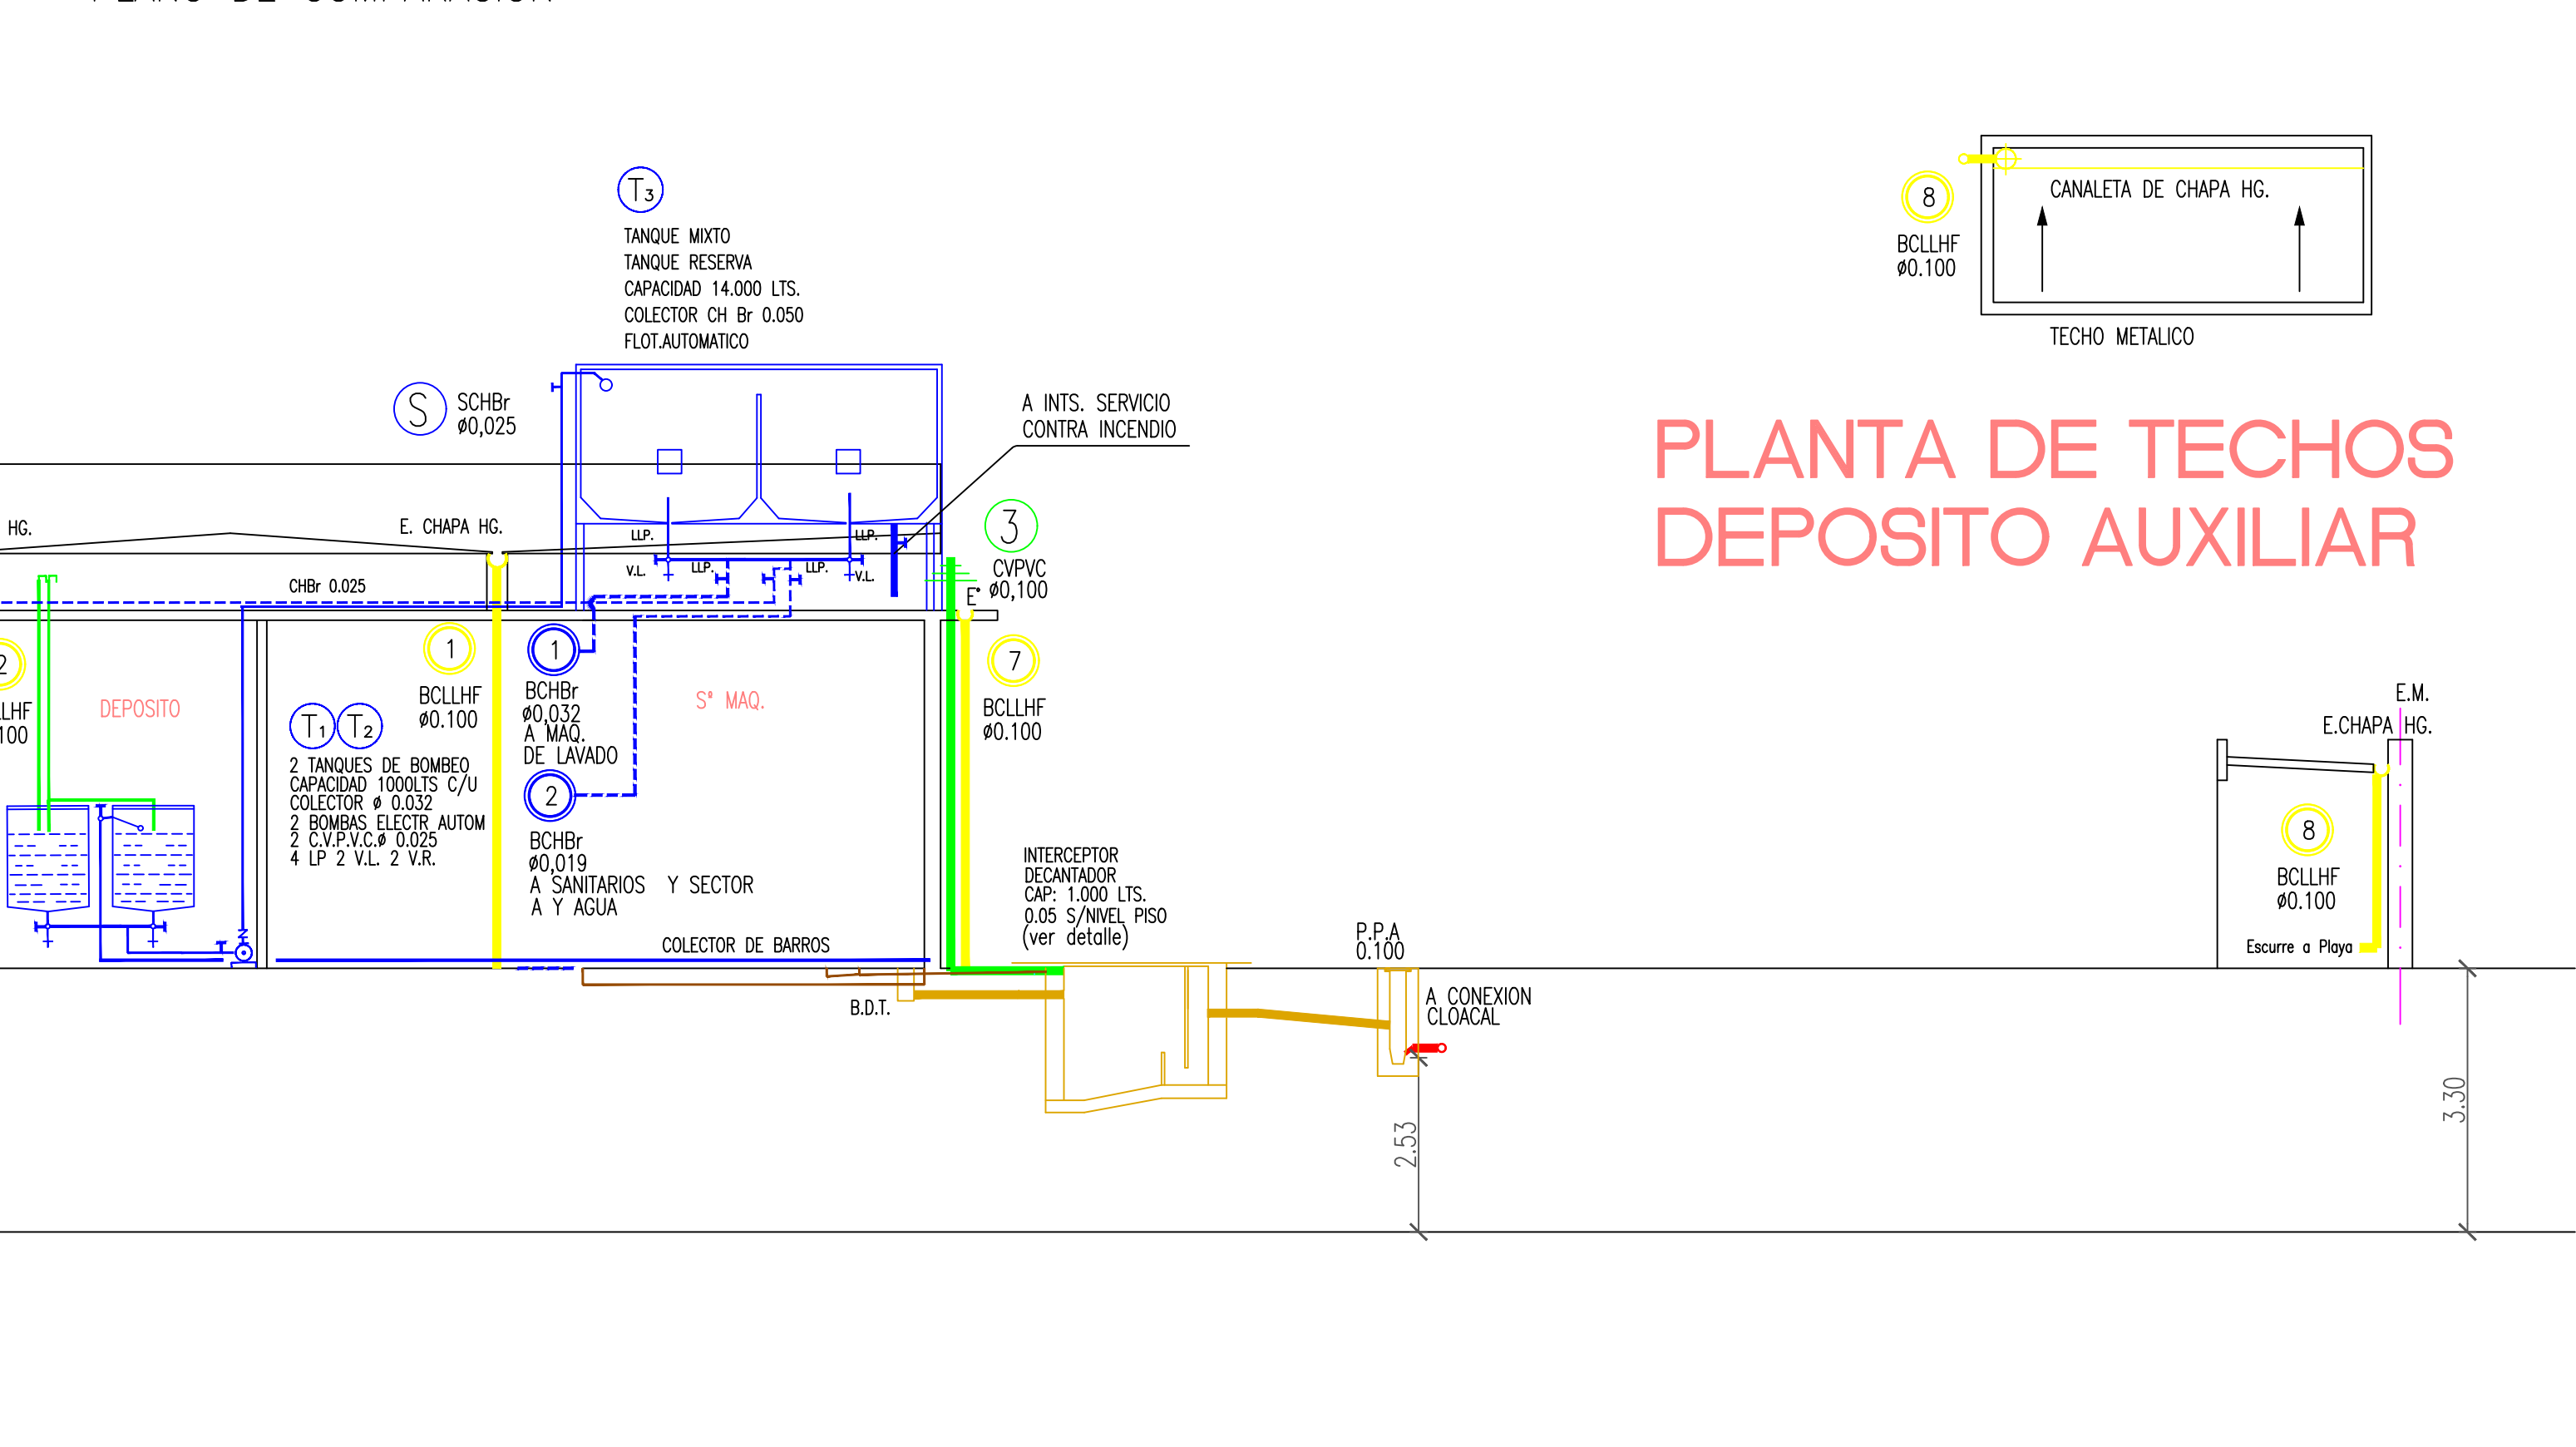 T3
TANQUE MIXTO
TANQUE RESERVA
CAPACIDAD 14.000 LTS.
COLECTOR CH Br 0.050
FLOT.AUTOMATICO
S
SCHBr
ø0,025
A INTS. SERVICIO
CONTRA INCENDIO
8
BCLLHF
ø0.100
CANALETA DE CHAPA HG.
TECHO METALICO
PLANTA DE TECHOS
DEPOSITO AUXILIAR
HG.
E. CHAPA HG.
CHBr 0.025
LLP.
LLP.
V.L.
LLP.
LLP.
V.L.
3
CVPVC
ø0,100
E°
2
LLHF
100
DEPOSITO
T1
T2
2 TANQUES DE BOMBEO
CAPACIDAD 1000LTS C/U
COLECTOR ø 0.032
2 BOMBAS ELECTR AUTOM
2 C.V.P.V.C.ø 0.025
4 LP 2 V.L. 2 V.R.
1
BCLLHF
ø0.100
1
BCHBr
ø0,032
A MAQ.
DE LAVADO
2
BCHBr
ø0,019
A SANITARIOS Y SECTOR
A Y AGUA
Sº MAQ.
7
BCLLHF
ø0.100
COLECTOR DE BARROS
B.D.T.
INTERCEPTOR
DECANTADOR
CAP: 1.000 LTS.
0.05 S/NIVEL PISO
(ver detalle)
P.P.A
0.100
A CONEXION
CLOACAL
2.53
E.M.
E.CHAPA HG.
8
BCLLHF
ø0.100
Escurre a Playa
3.30